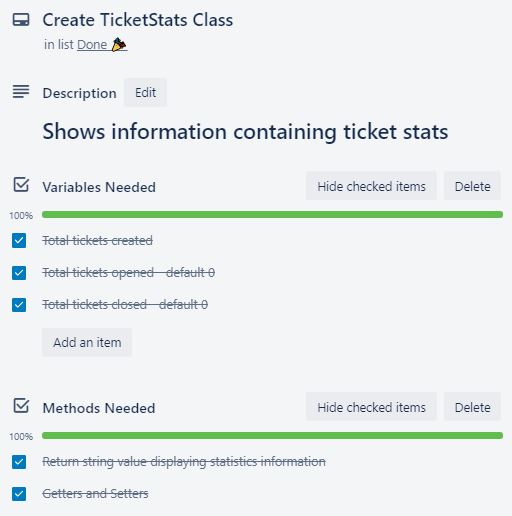 Create TicketStats Class
in list Done 🎉
Description Edit
Shows information containing ticket stats
Variables Needed Hide checked items Delete
100%
Total tickets created
Total tickets opened - default 0
Total tickets closed - default 0
Add an item
Methods Needed Hide checked items Delete
100%
Return string value displaying statistics information
Getters and Setters